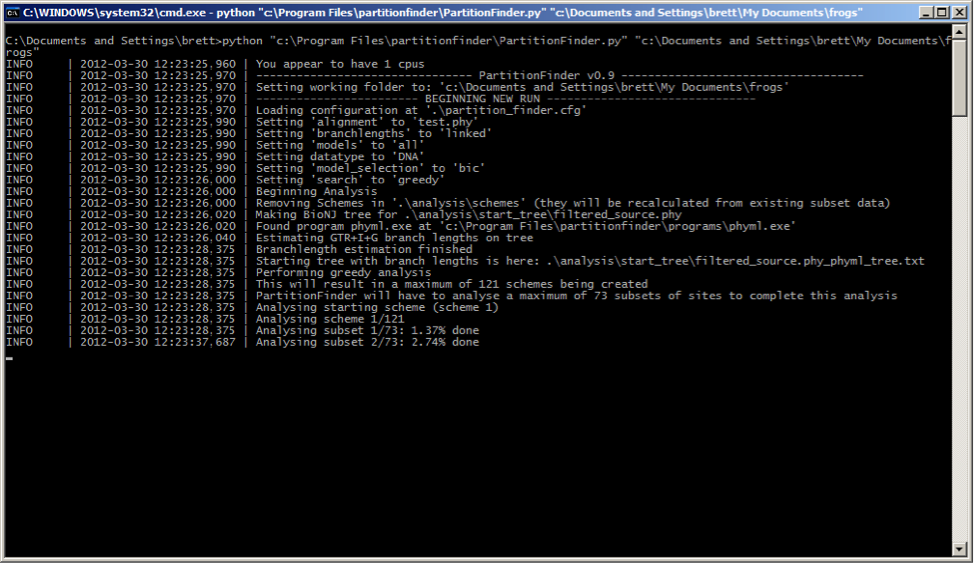 C:\WINDOWS\system32\cmd.exe - python "c:\Program Files\partitionfinder\PartitionFinder.py" "c:\Documents and Settings\brett\My Documents\frogs"
C:\Documents and Settings\brett>python "c:\Program Files\partitionfinder\PartitionFinder.py" "c:\Documents and Settings\brett\My Documents\f
rogs"
INFO     | 2012-03-30 12:23:25,960 | You appear to have 1 cpus
INFO     | 2012-03-30 12:23:25,970 | -------------------------------- PartitionFinder v0.9 ------------------------------------
INFO     | 2012-03-30 12:23:25,970 | Setting working folder to: 'c:\Documents and Settings\brett\My Documents\frogs'
INFO     | 2012-03-30 12:23:25,970 | ------------------------ BEGINNING NEW RUN -------------------------------
INFO     | 2012-03-30 12:23:25,970 | Loading configuration at '.\partition_finder.cfg'
INFO     | 2012-03-30 12:23:25,990 | Setting 'alignment' to 'test.phy'
INFO     | 2012-03-30 12:23:25,990 | Setting 'branchlengths' to 'linked'
INFO     | 2012-03-30 12:23:25,990 | Setting 'models' to 'all'
INFO     | 2012-03-30 12:23:25,990 | Setting datatype to 'DNA'
INFO     | 2012-03-30 12:23:25,990 | Setting 'model_selection' to 'bic'
INFO     | 2012-03-30 12:23:26,000 | Setting 'search' to 'greedy'
INFO     | 2012-03-30 12:23:26,000 | Beginning Analysis
INFO     | 2012-03-30 12:23:26,000 | Removing Schemes in '.\analysis\schemes' (they will be recalculated from existing subset data)
INFO     | 2012-03-30 12:23:26,020 | Making BioNJ tree for .\analysis\start_tree\filtered_source.phy
INFO     | 2012-03-30 12:23:26,020 | Found program phyml.exe at 'c:\Program Files\partitionfinder\programs\phyml.exe'
INFO     | 2012-03-30 12:23:26,040 | Estimating GTR+I+G branch lengths on tree
INFO     | 2012-03-30 12:23:28,375 | Branchlength estimation finished
INFO     | 2012-03-30 12:23:28,375 | Starting tree with branch lengths is here: .\analysis\start_tree\filtered_source.phy_phyml_tree.txt
INFO     | 2012-03-30 12:23:28,375 | Performing greedy analysis
INFO     | 2012-03-30 12:23:28,375 | This will result in a maximum of 121 schemes being created
INFO     | 2012-03-30 12:23:28,375 | PartitionFinder will have to analyse a maximum of 73 subsets of sites to complete this analysis
INFO     | 2012-03-30 12:23:28,375 | Analysing starting scheme (scheme 1)
INFO     | 2012-03-30 12:23:28,375 | Analysing scheme 1/121
INFO     | 2012-03-30 12:23:28,375 | Analysing subset 1/73: 1.37% done
INFO     | 2012-03-30 12:23:37,687 | Analysing subset 2/73: 2.74% done